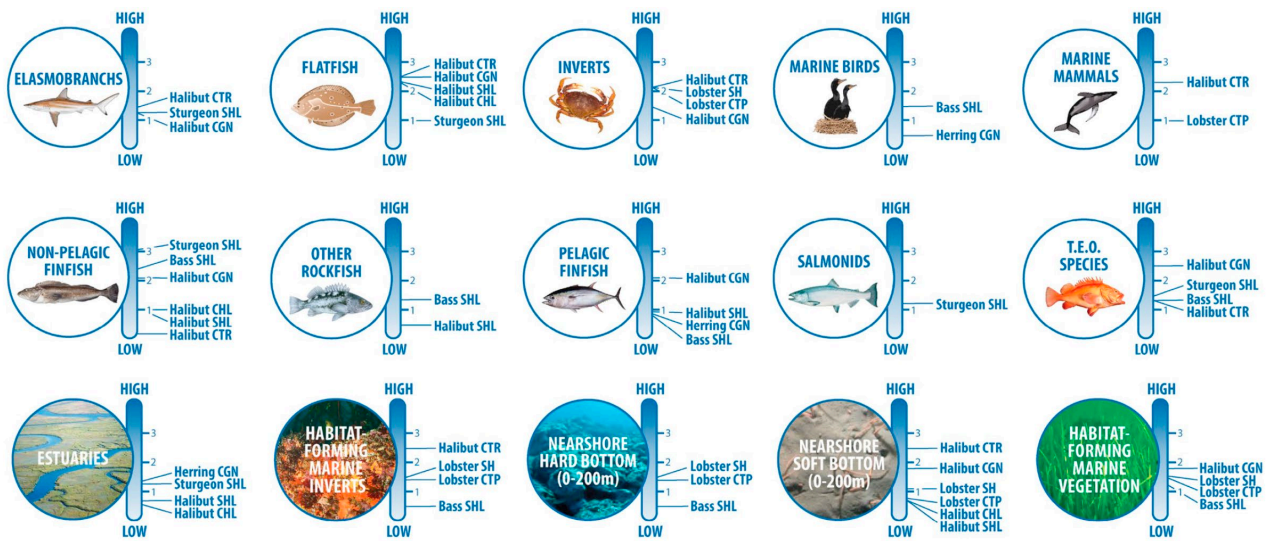 HIGH
ELASMOBRANCHS
3
2
1
Halibut CTR
Sturgeon SHL
Halibut CGN
LOW
HIGH
FLATFISH
3
2
1
Halibut CTR
Halibut CGN
Halibut SHL
Halibut CHL
Sturgeon SHL
LOW
HIGH
INVERTS
3
2
1
Halibut CTR
Lobster SH
Lobster CTP
Halibut CGN
LOW
HIGH
MARINE BIRDS
3
2
1
Bass SHL
Herring CGN
LOW
HIGH
MARINE
MAMMALS
3
2
1
Halibut CTR
Lobster CTP
LOW
HIGH
NON-PELAGIC
FINFISH
3
2
1
Sturgeon SHL
Bass SHL
Halibut CGN
Halibut CHL
Halibut SHL
Halibut CTR
LOW
HIGH
OTHER
ROCKFISH
3
2
1
Bass SHL
Halibut SHL
LOW
HIGH
PELAGIC
FINFISH
3
2
1
Halibut CGN
Halibut SHL
Herring CGN
Bass SHL
LOW
HIGH
SALMONIDS
3
2
1
Sturgeon SHL
LOW
HIGH
T.E.O.
SPECIES
3
2
1
Halibut CGN
Sturgeon SHL
Bass SHL
Halibut CTR
LOW
HIGH
ESTUARIES
3
2
1
Herring CGN
Sturgeon SHL
Halibut SHL
Halibut CHL
LOW
HIGH
HABITAT-
FORMING
MARINE
INVERTS
3
2
1
Halibut CTR
Lobster SH
Lobster CTP
Bass SHL
LOW
HIGH
NEARSHORE
HARD BOTTOM
(0-200m)
3
2
1
Lobster SH
Lobster CTP
Bass SHL
LOW
HIGH
NEARSHORE
SOFT BOTTOM
(0-200m)
3
2
1
Halibut CTR
Halibut CGN
Lobster SH
Lobster CTP
Halibut CHL
Halibut SHL
LOW
HIGH
HABITAT-
FORMING
MARINE
VEGETATION
3
2
1
Halibut CGN
Lobster SH
Lobster CTP
Bass SHL
LOW